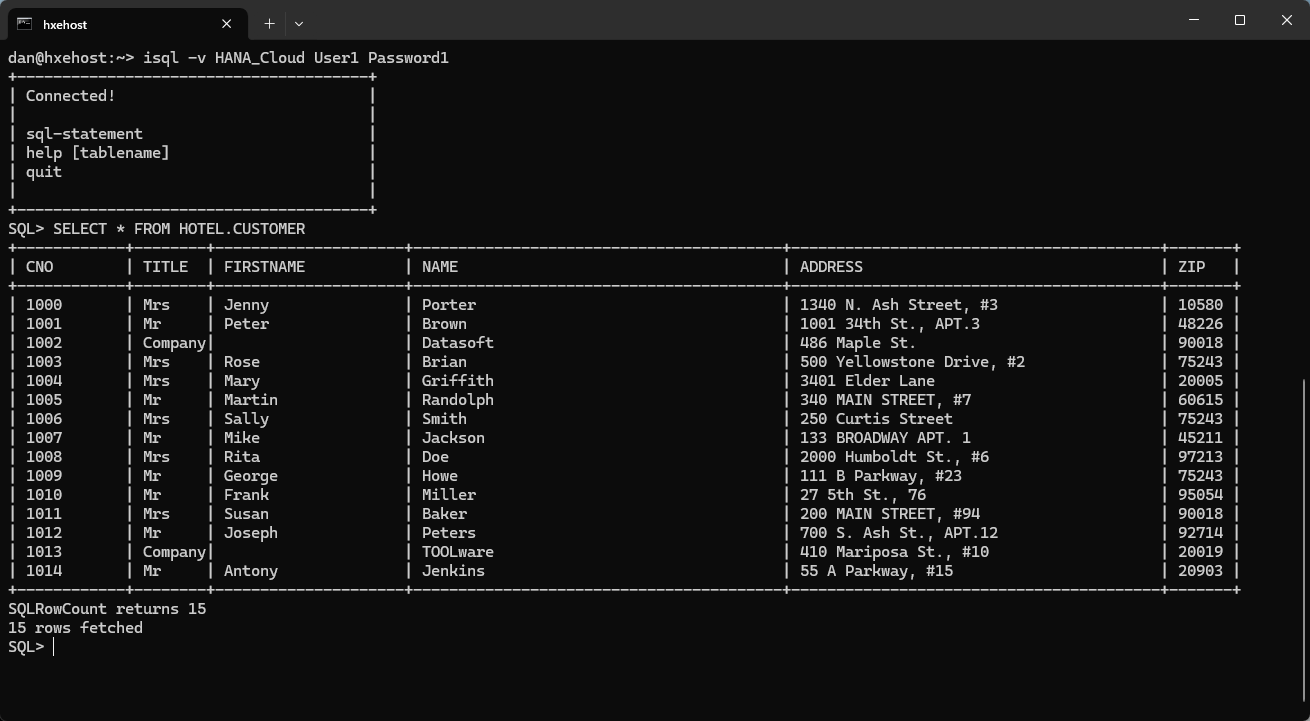 hxehost
dan@hxehost:~> isql -v HANA_Cloud User1 Password1
+---------------------------------------+
| Connected!                            |
|                                       |
| sql-statement                         |
| help [tablename]                      |
| quit                                  |
|                                       |
+---------------------------------------+
SQL> SELECT * FROM HOTEL.CUSTOMER
+------------+--------+---------------------+-----------------------------------------+-----------------------------------------+-------+
| CNO        | TITLE  | FIRSTNAME           | NAME                                    | ADDRESS                                 | ZIP   |
+------------+--------+---------------------+-----------------------------------------+-----------------------------------------+-------+
| 1000       | Mrs    | Jenny               | Porter                                  | 1340 N. Ash Street, #3                  | 10580 |
| 1001       | Mr     | Peter               | Brown                                   | 1001 34th St., APT.3                    | 48226 |
| 1002       | Company|                     | Datasoft                                | 486 Maple St.                           | 90018 |
| 1003       | Mrs    | Rose                | Brian                                   | 500 Yellowstone Drive, #2               | 75243 |
| 1004       | Mrs    | Mary                | Griffith                                | 3401 Elder Lane                         | 20005 |
| 1005       | Mr     | Martin              | Randolph                                | 340 MAIN STREET, #7                     | 60615 |
| 1006       | Mrs    | Sally               | Smith                                   | 250 Curtis Street                       | 75243 |
| 1007       | Mr     | Mike                | Jackson                                 | 133 BROADWAY APT. 1                     | 45211 |
| 1008       | Mrs    | Rita                | Doe                                     | 2000 Humboldt St., #6                   | 97213 |
| 1009       | Mr     | George              | Howe                                    | 111 B Parkway, #23                      | 75243 |
| 1010       | Mr     | Frank               | Miller                                  | 27 5th St., 76                          | 95054 |
| 1011       | Mrs    | Susan               | Baker                                   | 200 MAIN STREET, #94                    | 90018 |
| 1012       | Mr     | Joseph              | Peters                                  | 700 S. Ash St., APT.12                  | 92714 |
| 1013       | Company|                     | TOOLware                                | 410 Mariposa St., #10                   | 20019 |
| 1014       | Mr     | Antony              | Jenkins                                 | 55 A Parkway, #15                       | 20903 |
+------------+--------+---------------------+-----------------------------------------+-----------------------------------------+-------+
SQLRowCount returns 15
15 rows fetched
SQL>